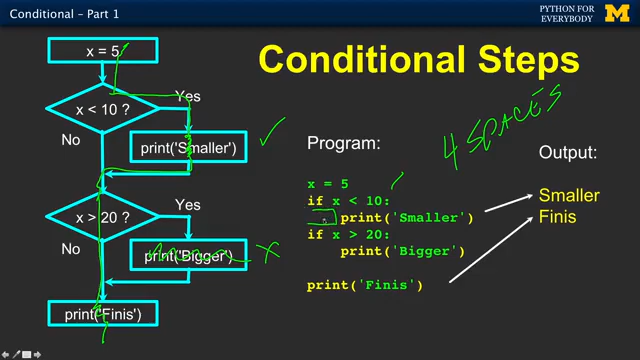 Conditional – Part 1
PYTHON FOR
EVERYBODY
Conditional Steps
x = 5
x < 10 ?
Yes
No
print('Smaller')
x > 20 ?
Yes
No
print('Bigger')
print('Finis')
4 SPACES
Program:
x = 5
if x < 10:
print('Smaller')
if x > 20:
print('Bigger')
print('Finis')
Output:
Smaller
Finis